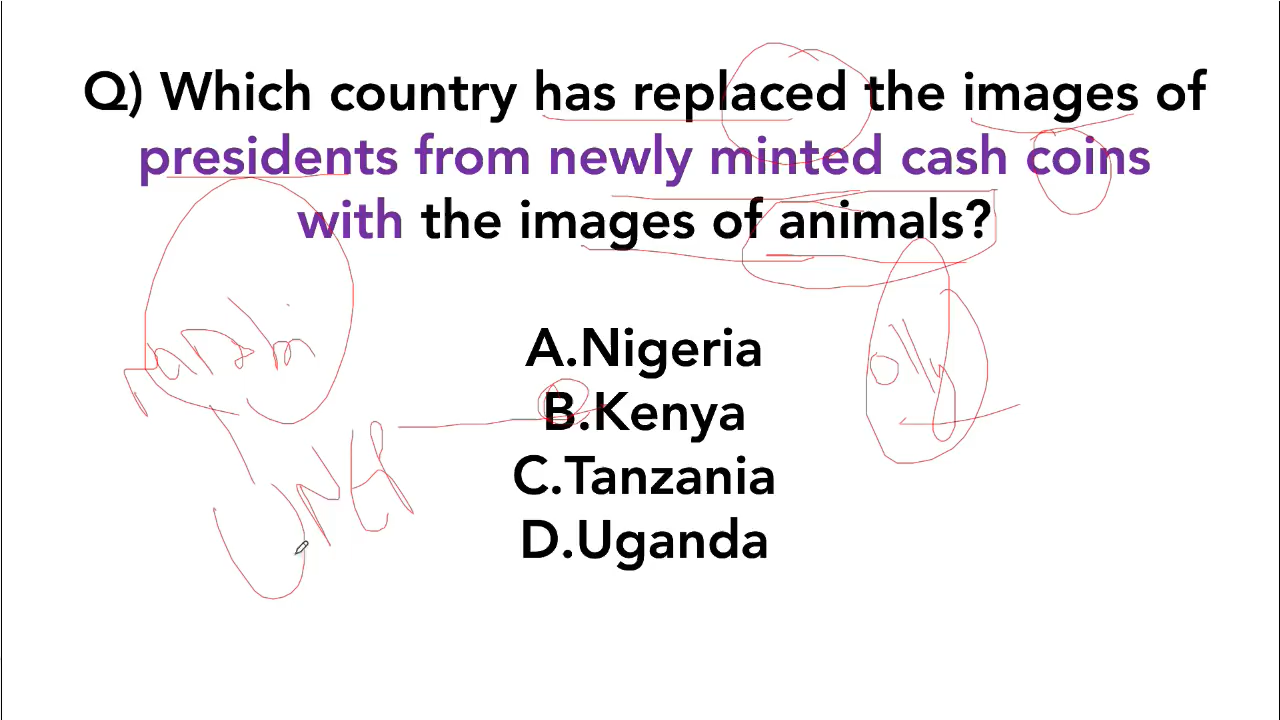 Q) Which country has replaced the images of
presidents from newly minted cash coins
with the images of animals?
A.Nigeria
B.Kenya
C.Tanzania
D.Uganda